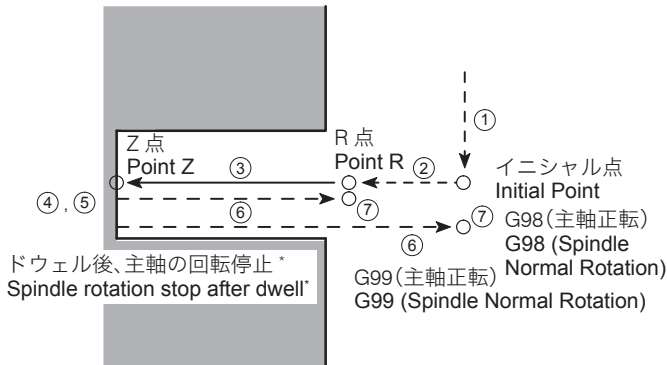 ①
Z 点
Point Z
R 点
Point R
③
②
イニシャル点
Initial Point
④ , ⑤
⑥
⑦
⑥
⑦
G98（主軸正転）
G98 (Spindle
Normal Rotation)
G99（主軸正転）
G99 (Spindle Normal Rotation)
ドウェル後、主軸の回転停止 *
Spindle rotation stop after dwell*